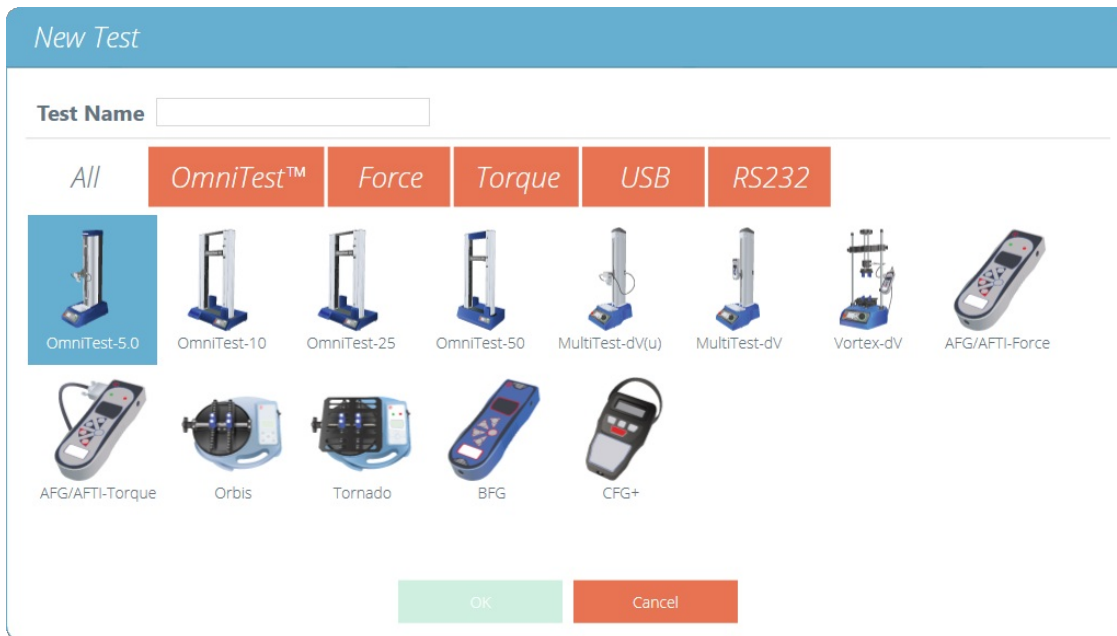 New Test
Test Name
All OmniTest™ Force Torque USB RS232
OmniTest-5.0 OmniTest-10 OmniTest-25 OmniTest-50 MultiTest-dV(u) MultiTest-dV Vortex-dV AFG/AFTI-Force
AFG/AFTI-Torque Orbis Tornado BFG CFG+
OK Cancel